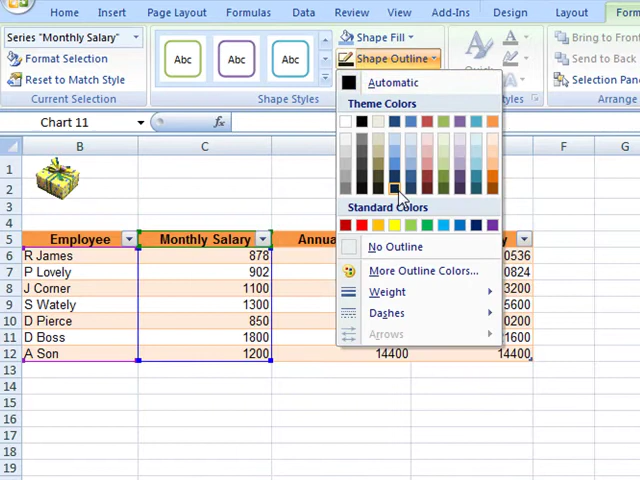 Home Insert Page Layout Formulas Data Review View Add-Ins Design Layout Form
Series "Monthly Salary"
Format Selection
Reset to Match Style
Current Selection
Abc Abc Abc
Shape Styles
Shape Fill
Shape Outline
Bring to Front
Send to Back
Selection Pane
Arrange
Automatic
Theme Colors
Standard Colors
No Outline
More Outline Colors...
Weight
Dashes
Arrows
Chart 11 fx
B C F G
1
2
3
4
5 Employee Monthly Salary Annua y
6 R James 878 0536
7 P Lovely 902 0824
8 J Corner 1100 3200
9 S Wately 1300 5600
10 D Pierce 850 0200
11 D Boss 1800 1600
12 A Son 1200 14400 14400
13
14
15
16
17
18
19